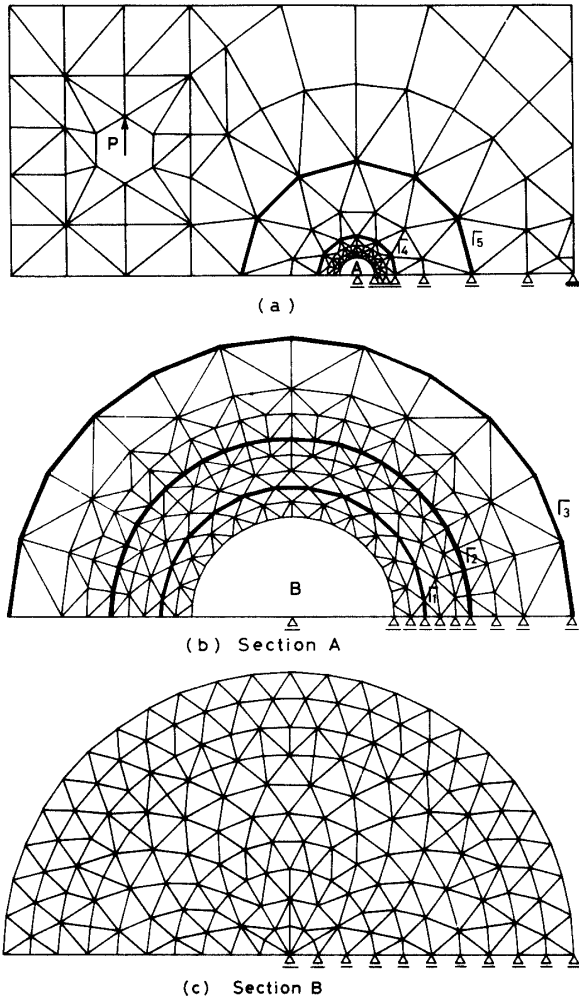 P
Γ5
Γ4
A
(a)
Γ3
Γ2
B
Γ1
(b) Section A
(c) Section B